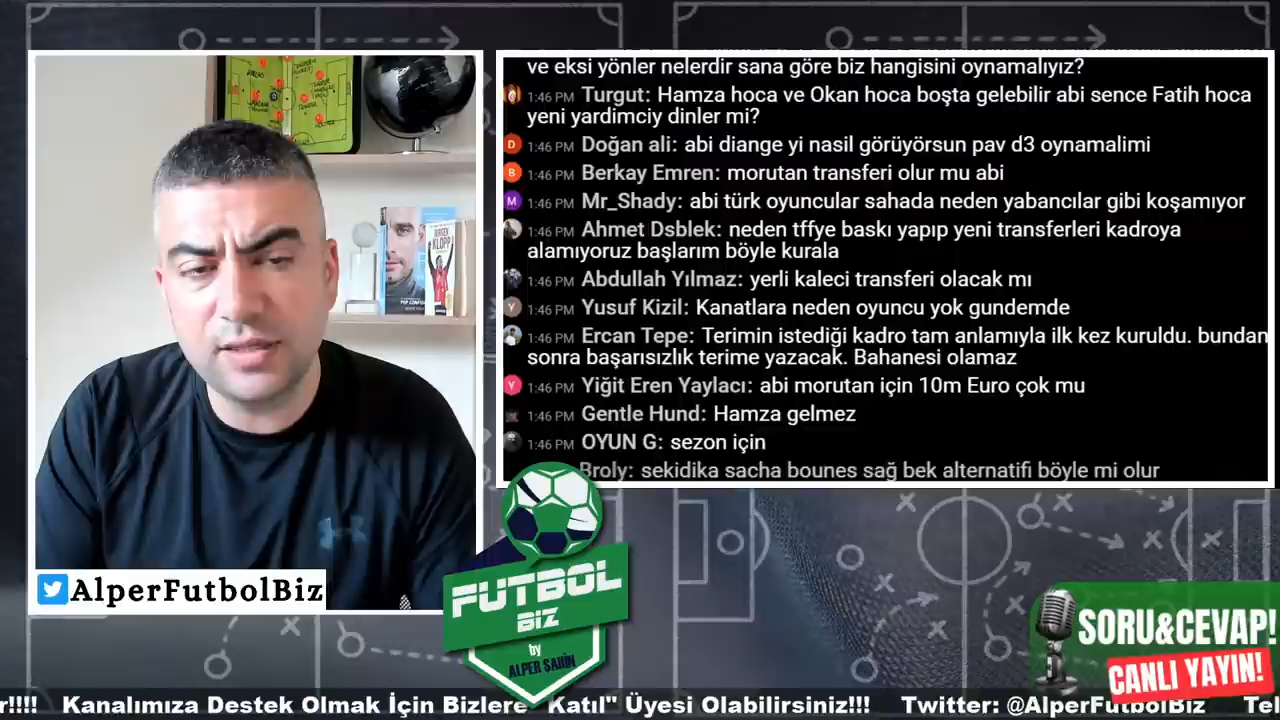 ve eksi yönler nelerdir sana göre biz hangisini oynamalıyız?
1:46 PM Turgut: Hamza hoca ve Okan hoca boşta gelebilir abi sence Fatih hoca
yeni yardimciy dinler mi?
D 1:46 PM Doğan ali: abi diange yi nasil görüyörsun pav d3 oynamalimi
B 1:46 PM Berkay Emren: morutan transferi olur mu abi
M 1:46 PM Mr_Shady: abi türk oyuncular sahada neden yabancılar gibi koşamıyor
1:46 PM Ahmet Dsblek: neden tffye baskı yapıp yeni transferleri kadroya
alamıyoruz başlarım böyle kurala
1:46 PM Abdullah Yılmaz: yerli kaleci transferi olacak mı
Y 1:46 PM Yusuf Kizil: Kanatlara neden oyuncu yok gundemde
1:46 PM Ercan Tepe: Terimin istediği kadro tam anlamıyla ilk kez kuruldu. bundan
sonra başarısızlık terime yazacak. Bahanesi olamaz
Y 1:46 PM Yiğit Eren Yaylacı: abi morutan için 10m Euro çok mu
1:46 PM Gentle Hund: Hamza gelmez
1:46 PM OYUN G: sezon için
Broly: sekidika sacha bounes sağ bek alternatifi böyle mi olur
KLOPP
AlperFutbolBiz
FUTBOL
BİZ
by
ALPER ŞAHİN
SORU&CEVAP!
CANLI YAYIN!
r!!!! Kanalımıza Destek Olmak İçin Bizlere "Katıl" Üyesi Olabilirsiniz!!! Twitter: @AlperFutbolBiz Tel